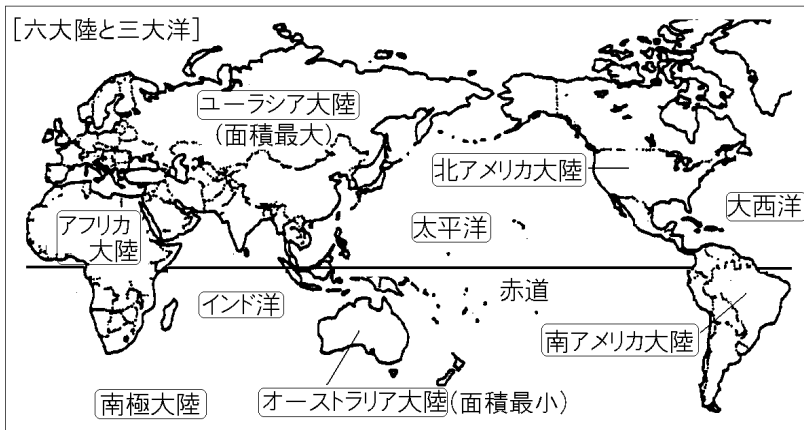 [六大陸と三大洋]
ユーラシア大陸
(面積最大)
北アメリカ大陸
大西洋
アフリカ
大陸
太平洋
インド洋
赤道
南アメリカ大陸
南極大陸
オーストラリア大陸(面積最小)